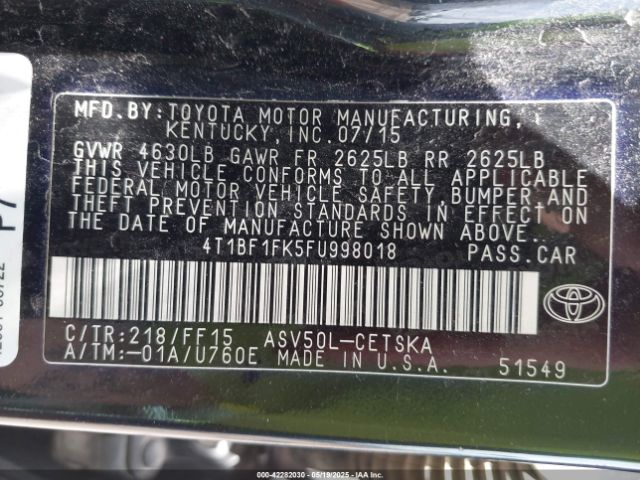 MFD.BY:TOYOTA MOTOR MANUFACTURING,
KENTUCKY,INC.07/15
GVWR 4630LB GAWR FR 2625LB RR 2625LB
THIS VEHICLE CONFORMS TO ALL APPLICABLE
FEDERAL MOTOR VEHICLE SAFETY,BUMPER,AND
THEFT PREVENTION STANDARDS IN EFFECT ON
THE DATE OF MANUFACTURE SHOWN ABOVE.
4T1BF1FK5FU998018 PASS.CAR
C/TR:218/FF15 ASV50L-CETSKA
A/TM:-01A/U760E MADE IN U.S.A. 51549
P7
000-42282030 - 05/19/2025 - IAAI.COM